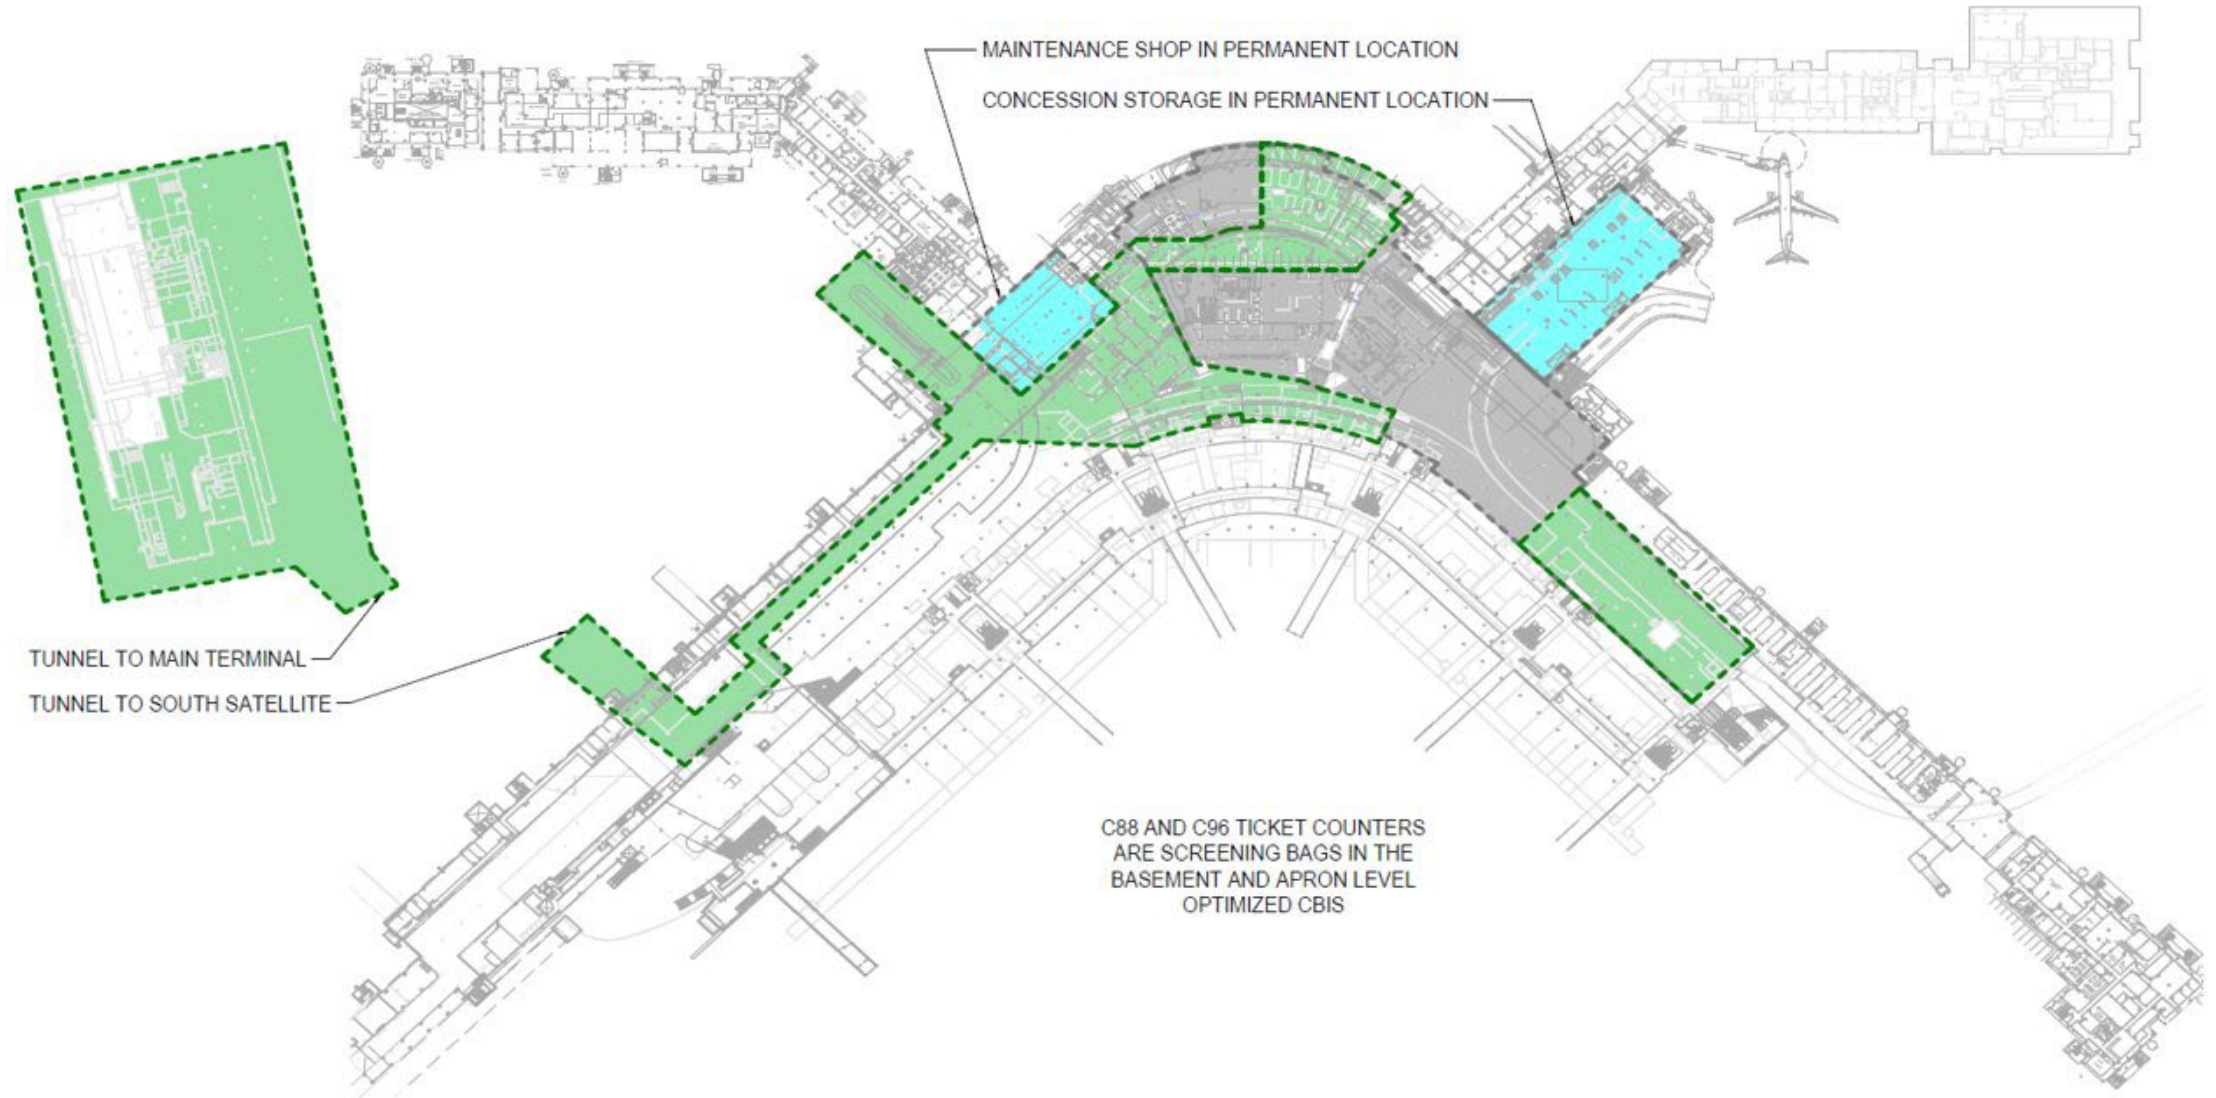 MAINTENANCE SHOP IN PERMANENT LOCATION
CONCESSION STORAGE IN PERMANENT LOCATION
TUNNEL TO MAIN TERMINAL
TUNNEL TO SOUTH SATELLITE
C88 AND C96 TICKET COUNTERS
ARE SCREENING BAGS IN THE
BASEMENT AND APRON LEVEL
OPTIMIZED CBIS